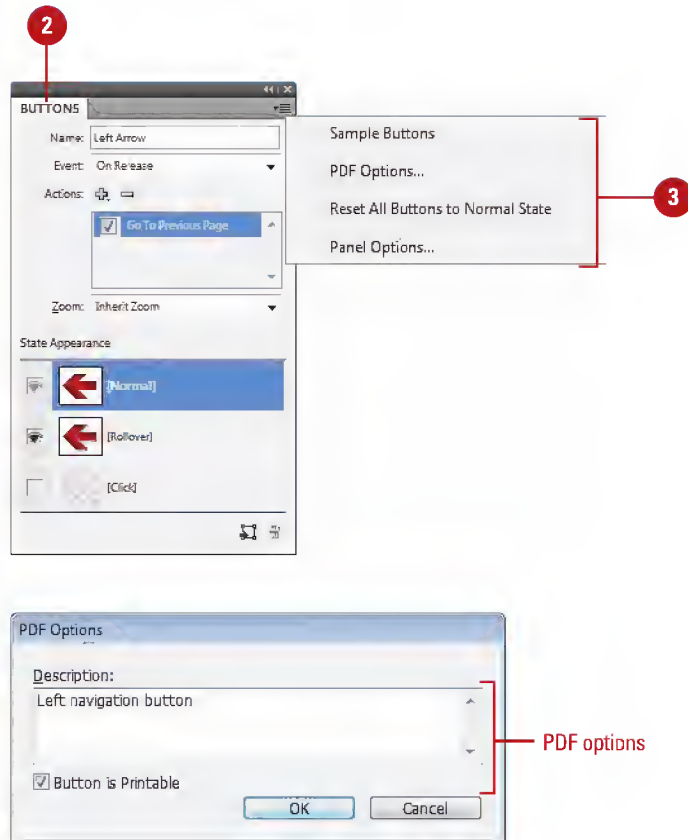 2
BUTTONS
Name: Left Arrow
Event: On Release
Actions:
Go To Previous Page
Zoom: Inherit Zoom
State Appearance
[Normal]
[Rollover]
[Click]
Sample Buttons
PDF Options...
Reset All Buttons to Normal State
Panel Options...
3
PDF Options
Description:
Left navigation button
Button is Printable
OK Cancel
PDF options